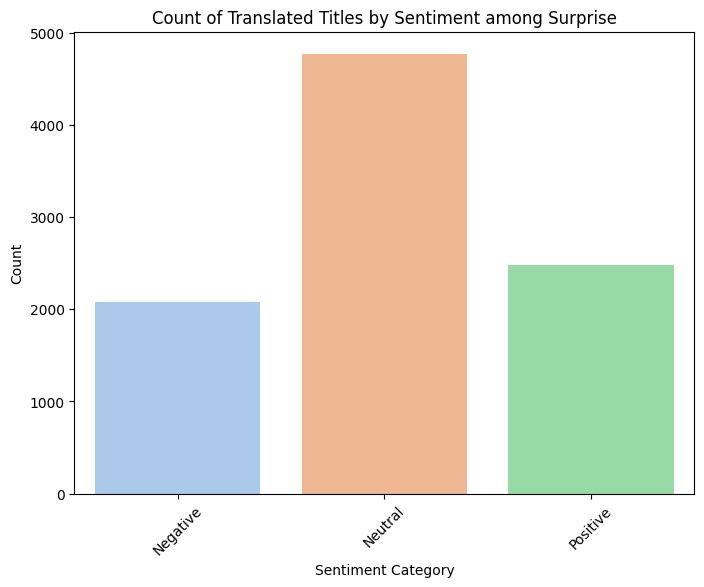 Count of Translated Titles by Sentiment among Surprise
5000
4000
3000
2000
1000
0
Count
Negative
Neutral
Positive
Sentiment Category